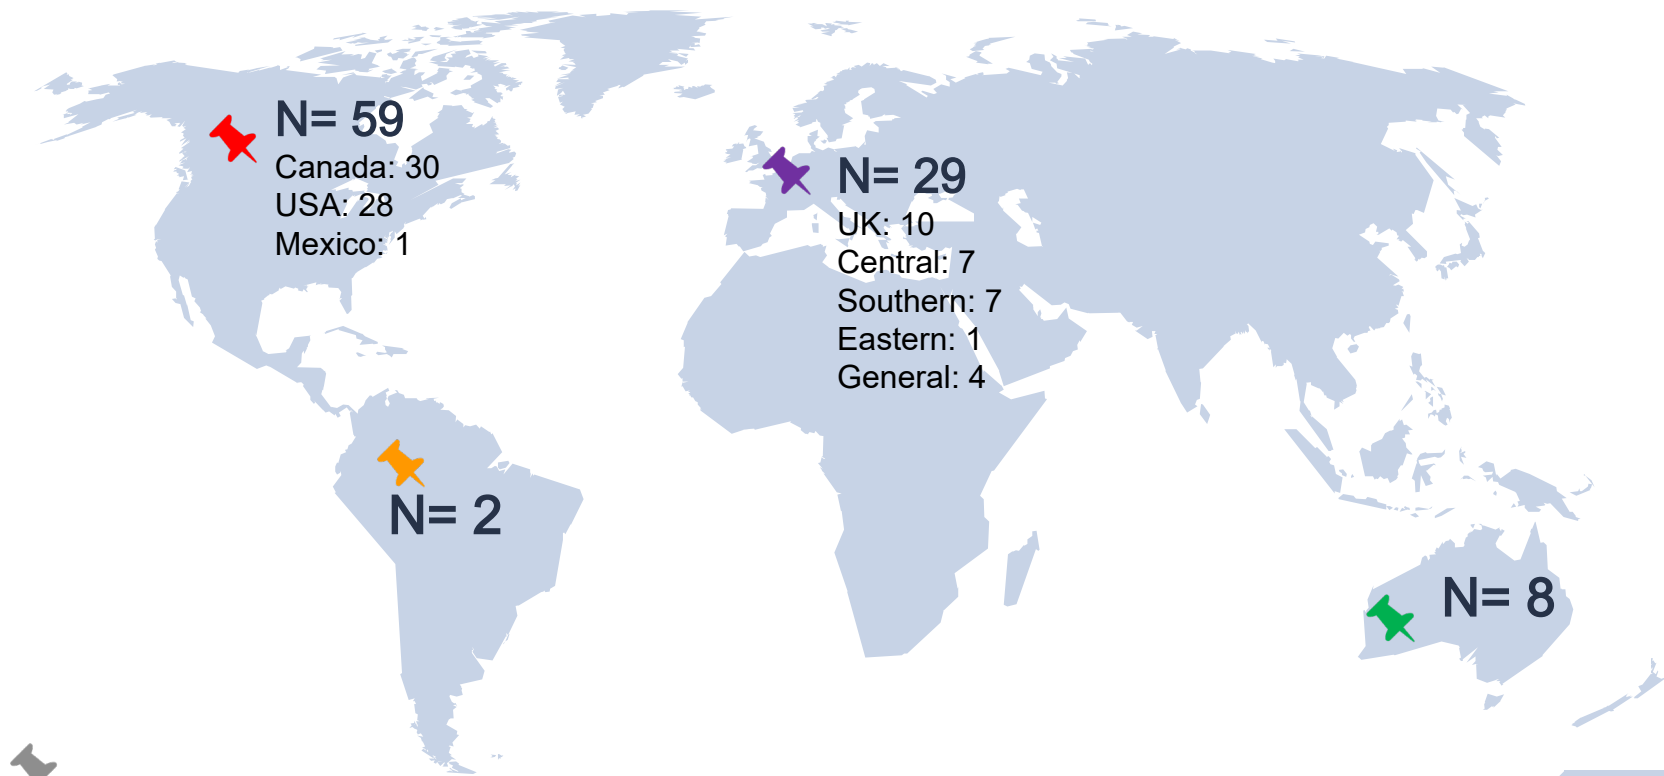 N= 59
Canada: 30
USA: 28
Mexico: 1
N= 29
UK: 10
Central: 7
Southern: 7
Eastern: 1
General: 4
N= 2
N= 8